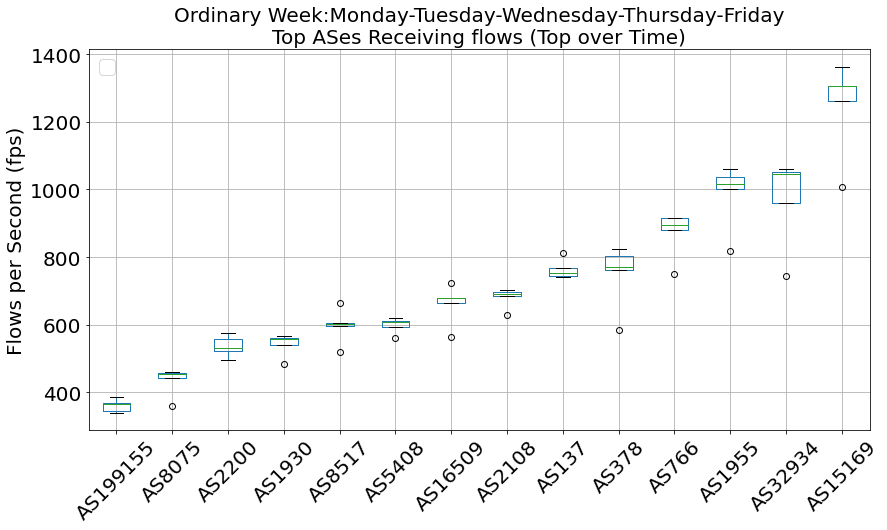 Ordinary Week:Monday-Tuesday-Wednesday-Thursday-Friday
Top ASes Receiving flows (Top over Time)
Flows per Second (fps)
1400
1200
1000
800
600
400
AS199155
AS8075
AS2200
AS1930
AS8517
AS5408
AS16509
AS2108
AS137
AS378
AS766
AS1955
AS32934
AS15169